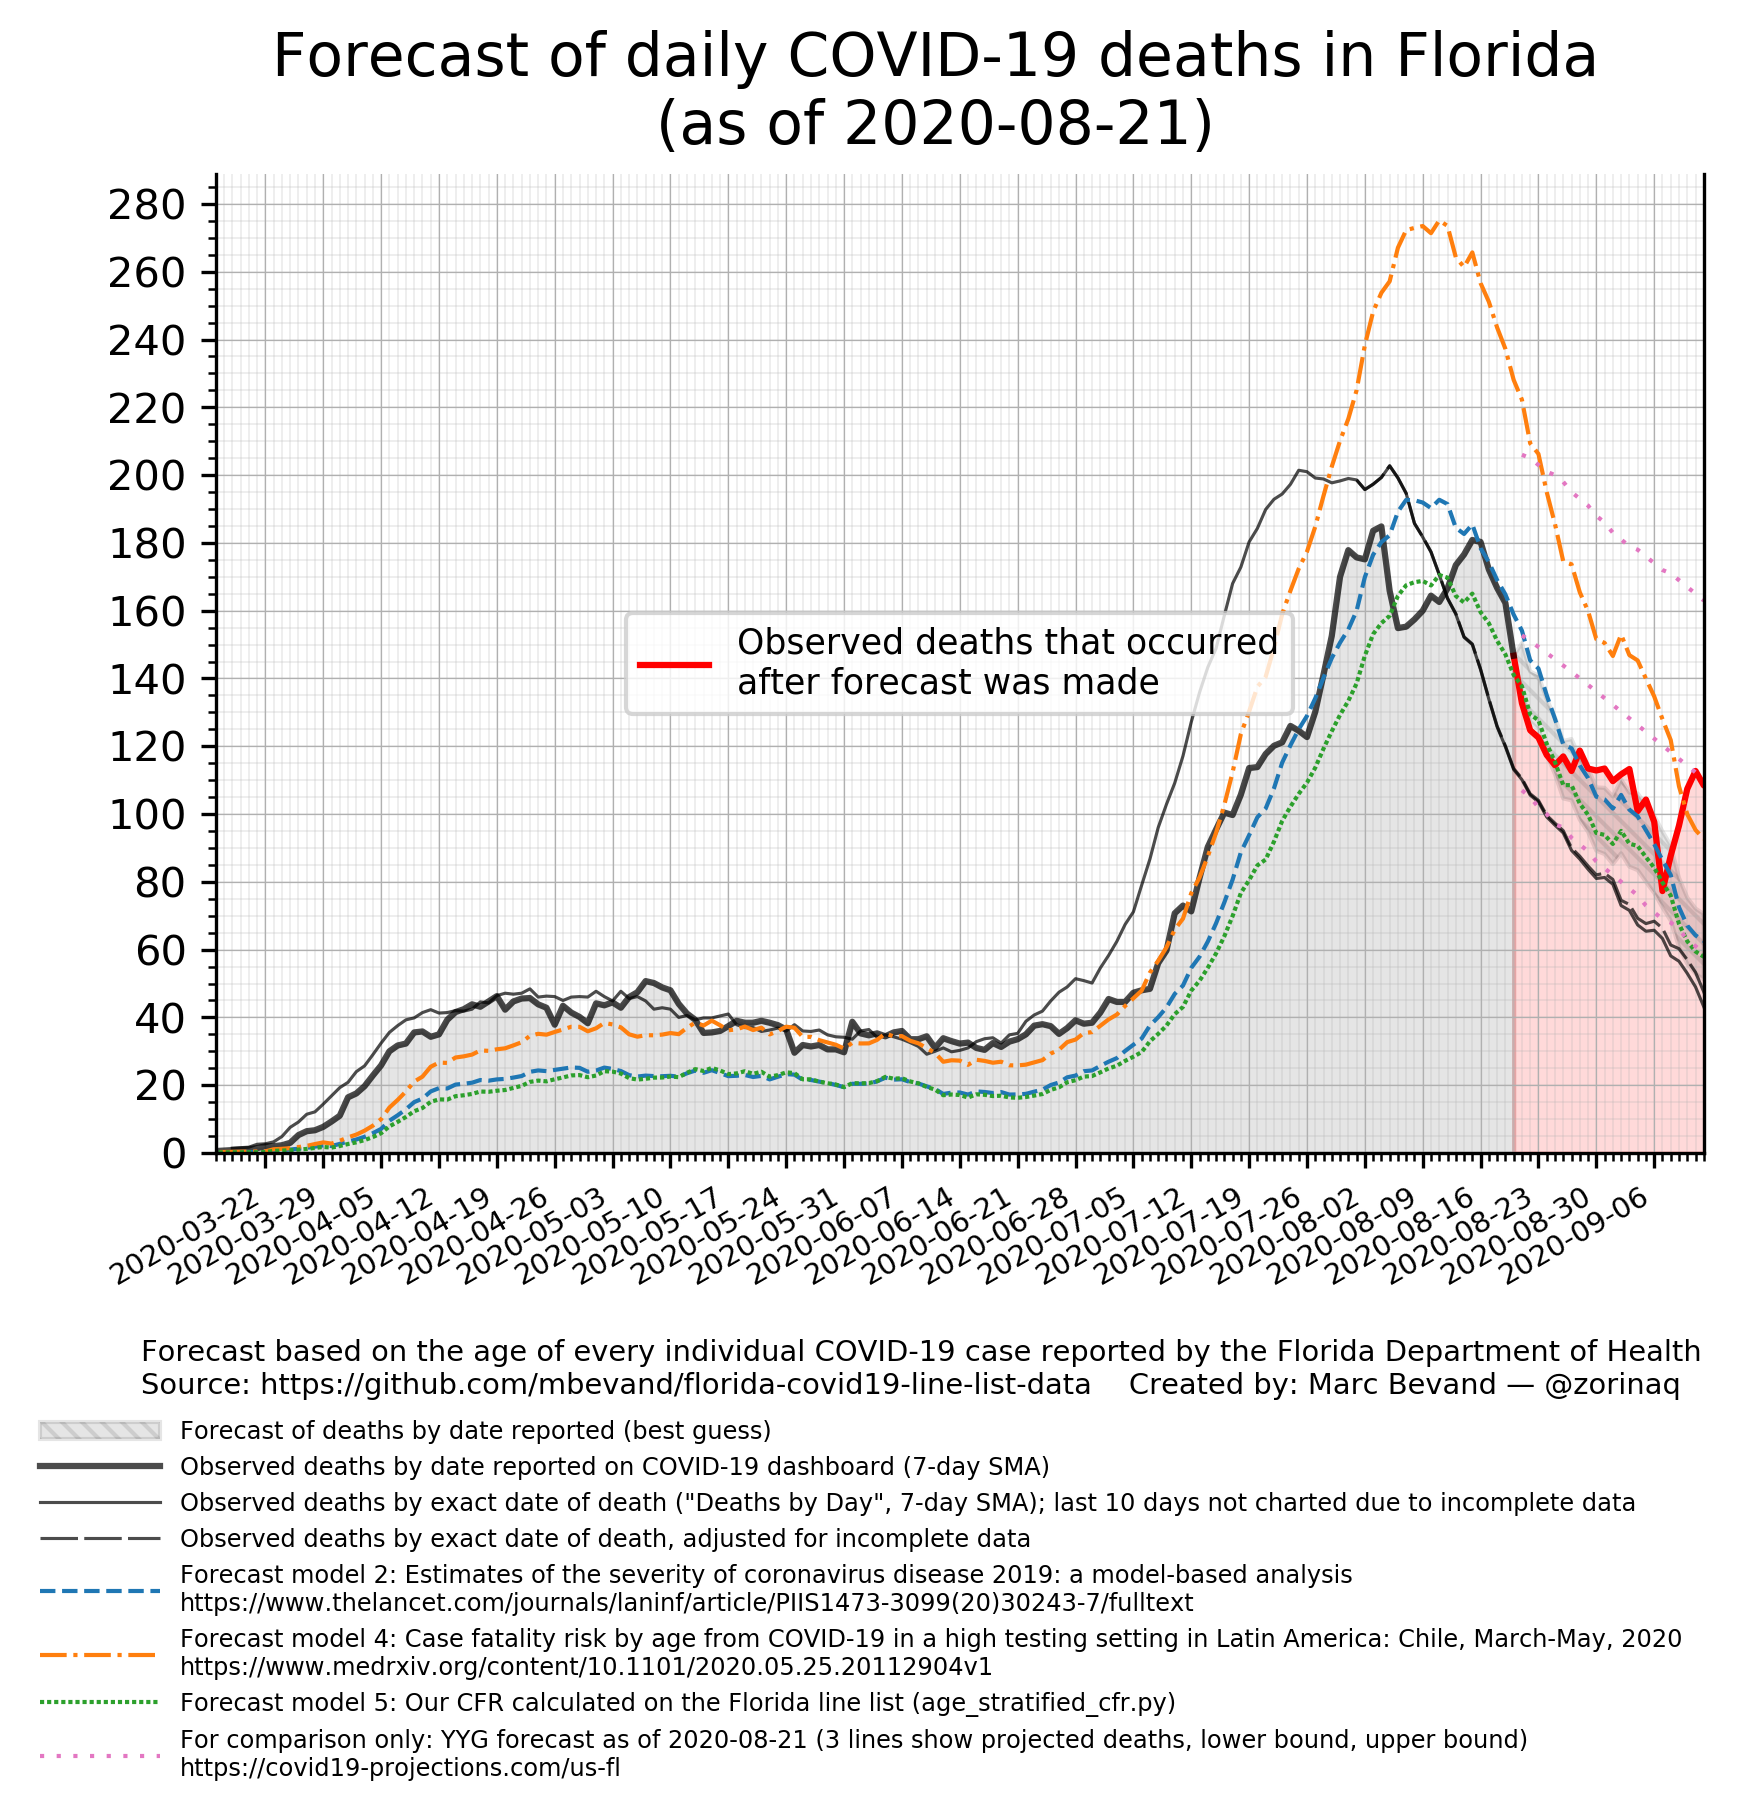 Forecast of daily COVID-19 deaths in Florida
(as of 2020-08-21)
280
260
240
220
200
180
160
140
120
100
80
60
40
20
0
Observed deaths that occurred
after forecast was made
2020-03-22
2020-03-29
2020-04-05
2020-04-12
2020-04-19
2020-04-26
2020-05-03
2020-05-10
2020-05-17
2020-05-24
2020-05-31
2020-06-07
2020-06-14
2020-06-21
2020-06-28
2020-07-05
2020-07-12
2020-07-19
2020-07-26
2020-08-02
2020-08-09
2020-08-16
2020-08-23
2020-08-30
2020-09-06
Forecast based on the age of every individual COVID-19 case reported by the Florida Department of Health
Source: https://github.com/mbevand/florida-covid19-line-list-data    Created by: Marc Bevand — @zorinaq
Forecast of deaths by date reported (best guess)
Observed deaths by date reported on COVID-19 dashboard (7-day SMA)
Observed deaths by exact date of death ("Deaths by Day", 7-day SMA); last 10 days not charted due to incomplete data
Observed deaths by exact date of death, adjusted for incomplete data
Forecast model 2: Estimates of the severity of coronavirus disease 2019: a model-based analysis
https://www.thelancet.com/journals/laninf/article/PIIS1473-3099(20)30243-7/fulltext
Forecast model 4: Case fatality risk by age from COVID-19 in a high testing setting in Latin America: Chile, March-May, 2020
https://www.medrxiv.org/content/10.1101/2020.05.25.20112904v1
Forecast model 5: Our CFR calculated on the Florida line list (age_stratified_cfr.py)
For comparison only: YYG forecast as of 2020-08-21 (3 lines show projected deaths, lower bound, upper bound)
https://covid19-projections.com/us-fl